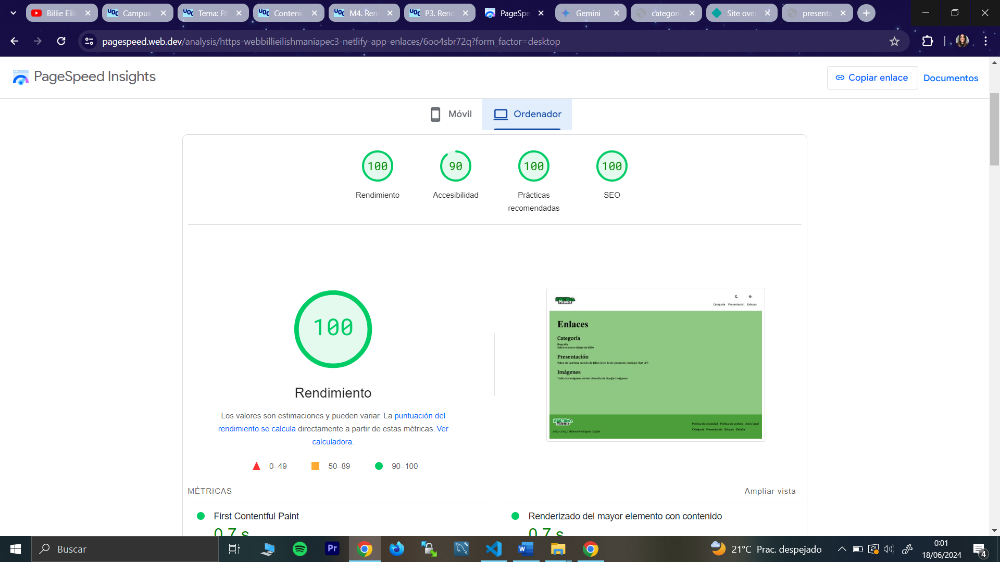 Billie Eilis
Campus
Tema: PA
Contenid
M4. Ren
P3. Rend
PageSpe
Gemini
categori
Site over
presenta
pagespeed.web.dev/analysis/https-webbillieilishmaniapec3-netlify-app-enlaces/6oo4sbr72q?form_factor=desktop
PageSpeed Insights
Copiar enlace
Documentos
Móvil
Ordenador
100
90
100
100
Rendimiento
Accesibilidad
Prácticas
recomendadas
SEO
100
Rendimiento
Los valores son estimaciones y pueden variar. La puntuación del
rendimiento se calcula directamente a partir de estas métricas. Ver
calculadora.
0–49
50–89
90–100
Categoría Presentación Enlaces
Enlaces
Categoría
Biografía
Sobre el nuevo álbum de Billie
Presentación
Vídeo de la última canción de Billie Eilish Texto generado con la IA Chat GPT
Imágenes
Todas las imágenes se han obtenido de Google Imágenes
Política de privacidad Política de cookies Aviso legal
Categoría Presentación Enlaces Detalle
2023-2024 | Helena Rodríguez Cagide
MÉTRICAS
Ampliar vista
First Contentful Paint
0,7 s
Renderizado del mayor elemento con contenido
0,7 s
Buscar
Pr
21°C Prac. despejado
0:01
18/06/2024
4